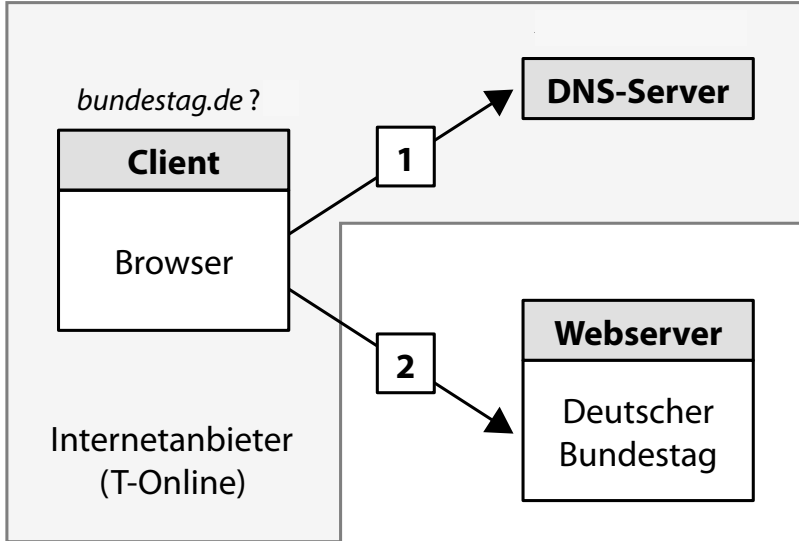 bundestag.de ?
DNS-Server
Client
1
Browser
Webserver
2
Deutscher
Bundestag
Internetanbieter
(T-Online)